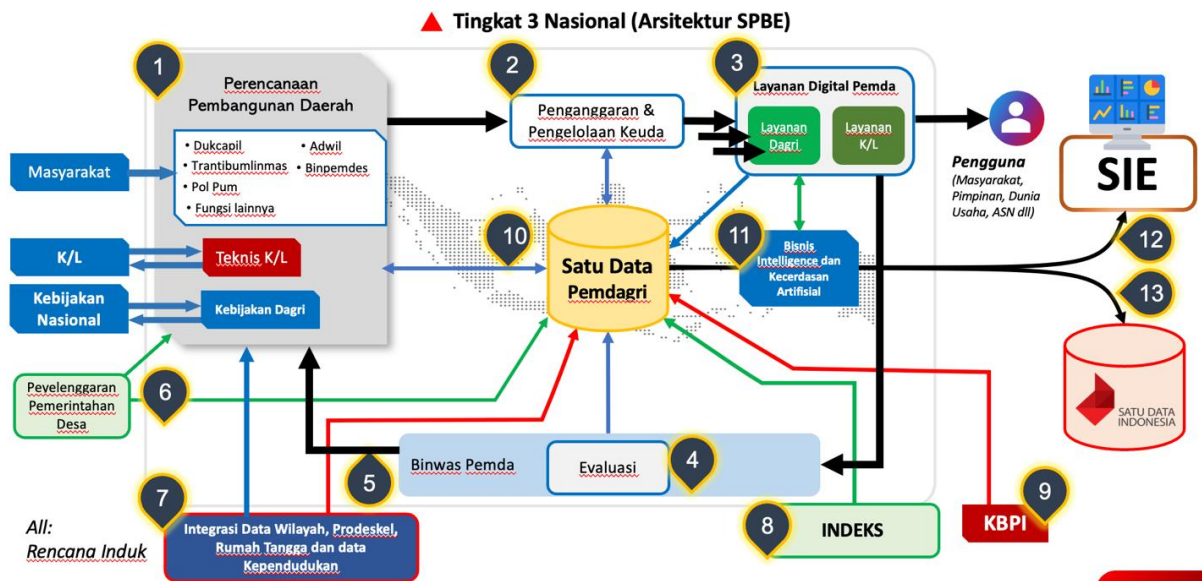 Tingkat 3 Nasional (Arsitektur SPBE)
1
Perencanaan
Pembangunan Daerah
• Dukcapil
• Trantibumlinmas
• Pol Pum
• Fungsi lainnya
• Adwil
• Binpemdes
Masyarakat
K/L
Teknis K/L
Kebijakan
Nasional
Kebijakan Dagri
2
Penganggaran &
Pengelolaan Keuda
3
Layanan Digital Pemda
Layanan
Dagri
Layanan
K/L
Pengguna
(Masyarakat,
Pimpinan, Dunia
Usaha, ASN dll)
SIE
10
Satu Data
Pemdagri
11
Bisnis
Intelligence dan
Kecerdasan
Artifisial
12
13
SATU DATA
INDONESIA
Peyelenggaran
Pemerintahan
Desa
6
5
Binwas Pemda
Evaluasi
4
7
Integrasi Data Wilayah, Prodeskel,
Rumah Tangga dan data
Kependudukan
8
INDEKS
9
KBPI
All:
Rencana Induk